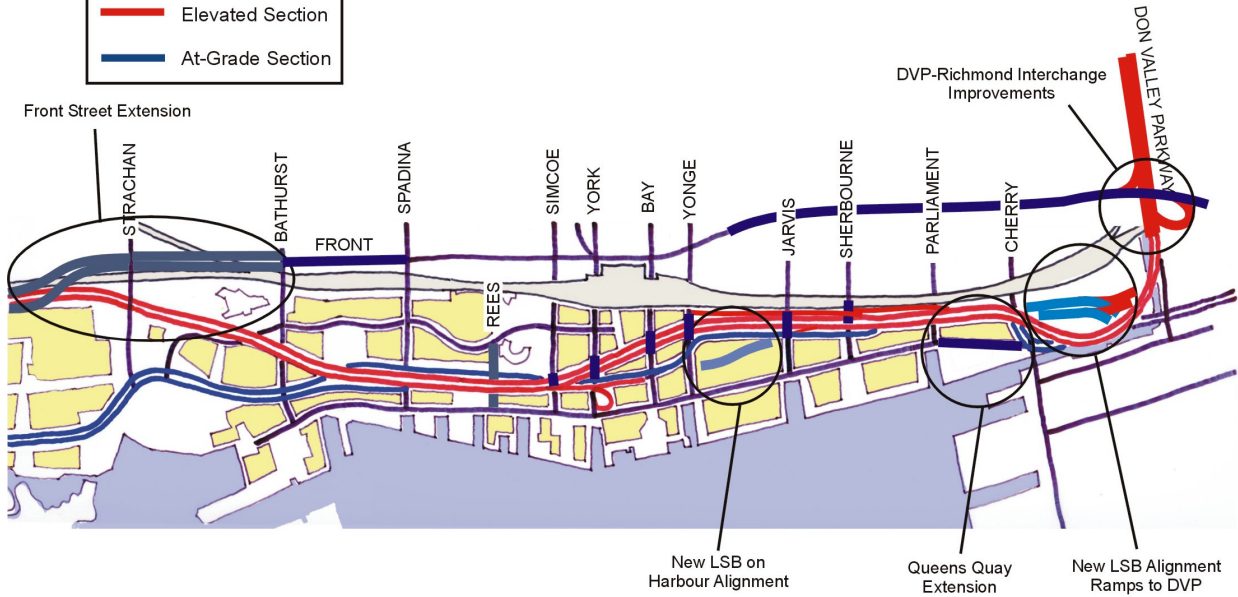 Elevated Section
At-Grade Section
Front Street Extension
DVP-Richmond Interchange
Improvements
DON VALLEY PARKWAY
STRACHAN
BATHURST
FRONT
SPADINA
REES
SIMCOE
YORK
BAY
YONGE
JARVIS
SHERBOURNE
PARLIAMENT
CHERRY
New LSB on
Harbour Alignment
Queens Quay
Extension
New LSB Alignment
Ramps to DVP